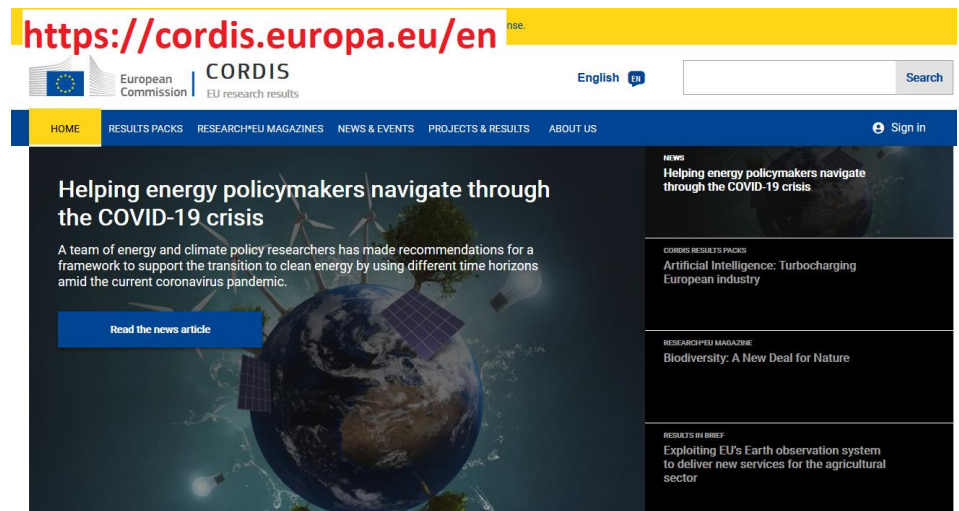 https://cordis.europa.eu/en
nse.
European
Commission
CORDIS
EU research results
English EN
Search
HOME RESULTS PACKS RESEARCH*EU MAGAZINES NEWS & EVENTS PROJECTS & RESULTS ABOUT US
Sign in
Helping energy policymakers navigate through
the COVID-19 crisis
A team of energy and climate policy researchers has made recommendations for a
framework to support the transition to clean energy by using different time horizons
amid the current coronavirus pandemic.
Read the news article
NEWS
Helping energy policymakers navigate
through the COVID-19 crisis
CORDIS RESULTS PACKS
Artificial Intelligence: Turbocharging
European industry
RESEARCH*EU MAGAZINE
Biodiversity: A New Deal for Nature
RESULTS IN BRIEF
Exploiting EU's Earth observation system
to deliver new services for the agricultural
sector